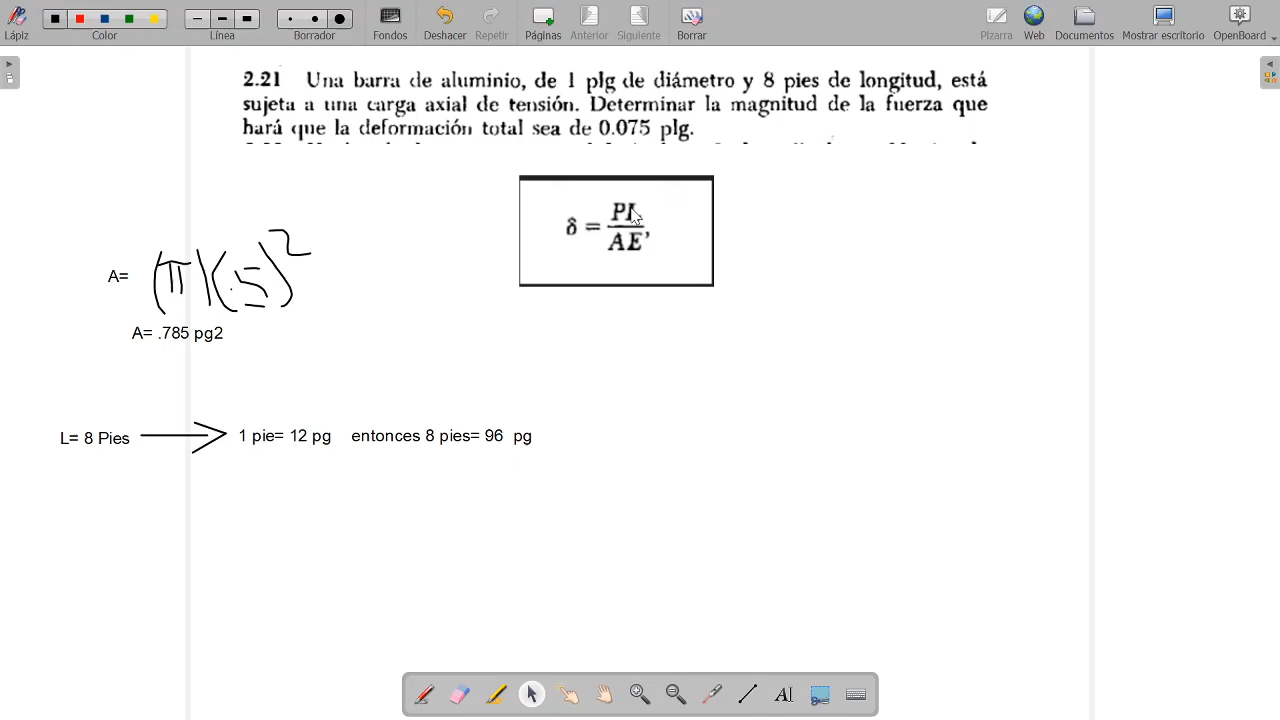 Lápiz Color Línea Borrador Fondos Deshacer Repetir Páginas Anterior Siguiente Borrar Pizarra Web Documentos Mostrar escritorio OpenBoard
2.21 Una barra de aluminio, de 1 plg de diámetro y 8 pies de longitud, está
sujeta a una carga axial de tensión. Determinar la magnitud de la fuerza que
hará que la deformación total sea de 0.075 plg.
δ = PL
AE,
A= (π)(.5)²
A= .785 pg2
L= 8 Pies 1 pie= 12 pg entonces 8 pies= 96 pg
AI